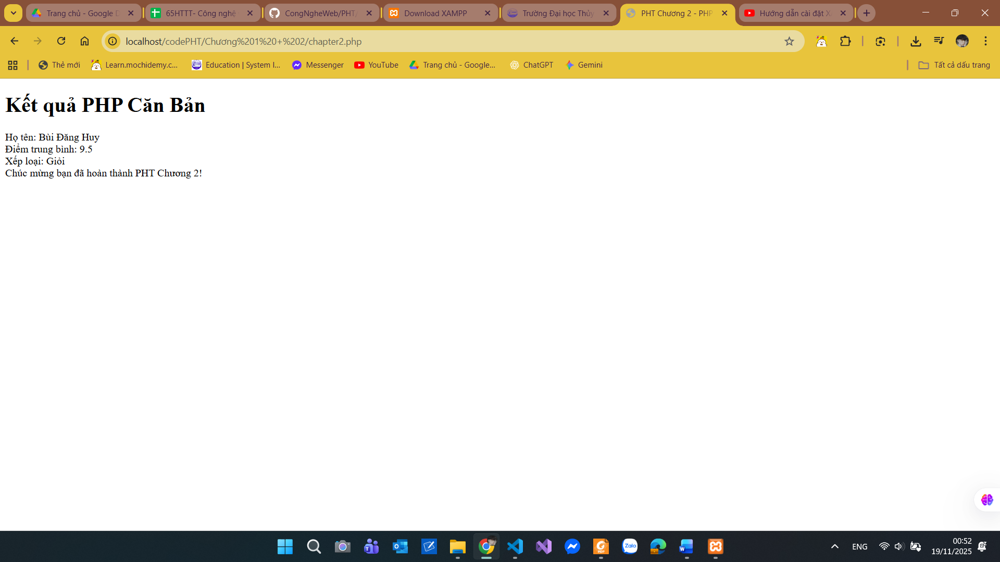 Trang chủ - Google D
65HTTT- Công nghệ
CongNgheWeb/PHT/
Download XAMPP
Trường Đại học Thủy
PHT Chương 2 - PHP
Hướng dẫn cài đặt X
localhost/codePHT/Chương%201%20+%202/chapter2.php
Thẻ mới
Learn.mochidemy.c...
Education | System I...
Messenger
YouTube
Trang chủ - Google...
ChatGPT
Gemini
Tất cả dấu trang
Kết quả PHP Căn Bản
Họ tên: Bùi Đăng Huy
Điểm trung bình: 9.5
Xếp loại: Giỏi
Chúc mừng bạn đã hoàn thành PHT Chương 2!
Zalo
ENG
00:52
19/11/2025